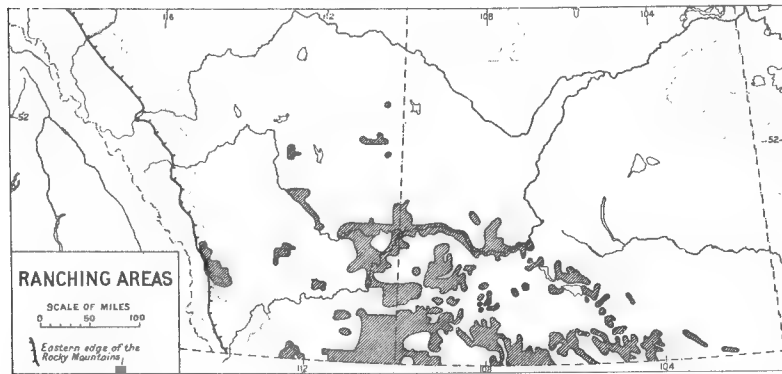 116
112
108
104
52
52
RANCHING AREAS
SCALE OF MILES
0 50 100
Eastern edge of the
Rocky Mountains
112
108
104